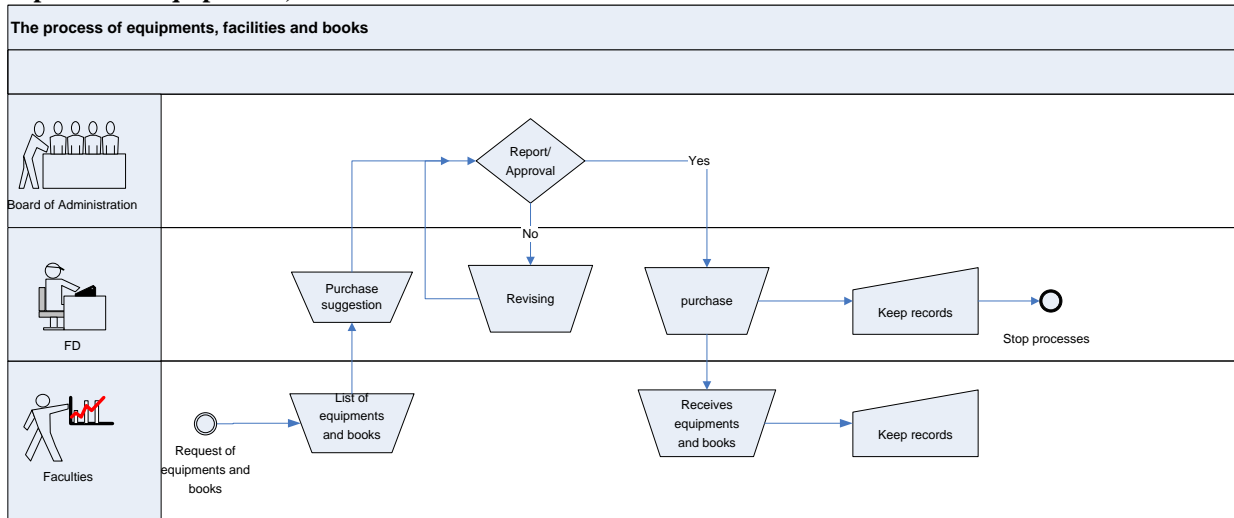 The process of equipments, facilities and books
Board of Administration
Report/
Approval
Yes
No
FD
Purchase
suggestion
Revising
purchase
Keep records
Stop processes
Faculties
Request of
equipments and
books
List of
equipments
and books
Receives
equipments
and books
Keep records